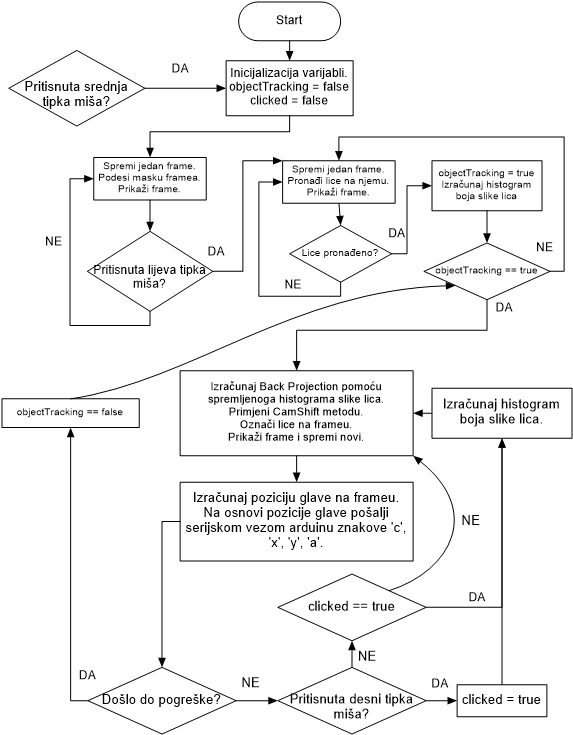 Start
DA
Pritisnuta srednja
tipka miša?
Inicijalizacija varijabli.
objectTracking = false
clicked = false
Spremi jedan frame.
Podesi masku framea.
Prikaži frame.
NE
DA
Pritisnuta lijeva tipka
miša?
Spremi jedan frame.
Pronađi lice na njemu.
Prikaži frame.
DA
Lice pronađeno?
NE
objectTracking = true
Izračunaj histogram
boja slike lica
NE
objectTracking == true
DA
Izračunaj Back Projection pomoću
spremljenoga histograma slike lica.
Primjeni CamShift metodu.
Označi lice na frameu.
Prikaži frame i spremi novi.
objectTracking == false
Izračunaj histogram
boja slike lica.
Izračunaj poziciju glave na frameu.
Na osnovi pozicije glave pošalji
serijskom vezom arduinu znakove 'c',
'x', 'y', 'a'.
NE
clicked == true
DA
NE
DA
Došlo do pogreške?
NE
Pritisnuta desni tipka
miša?
DA
clicked = true